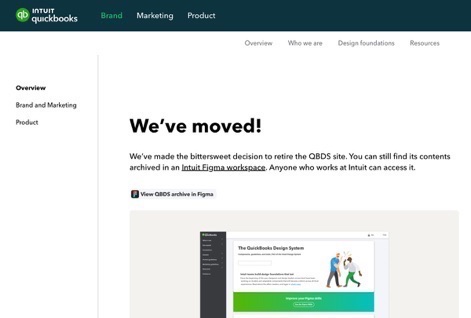 INTUIT
quickbooks
Brand Marketing Product
Overview Who we are Design foundations Resources
Overview
Brand and Marketing
Product
We've moved!
We've made the bittersweet decision to retire the QBDS site. You can still find its contents
archived in an Intuit Figma workspace. Anyone who works at Intuit can access it.
View QBDS archive in Figma
The QuickBooks Design System